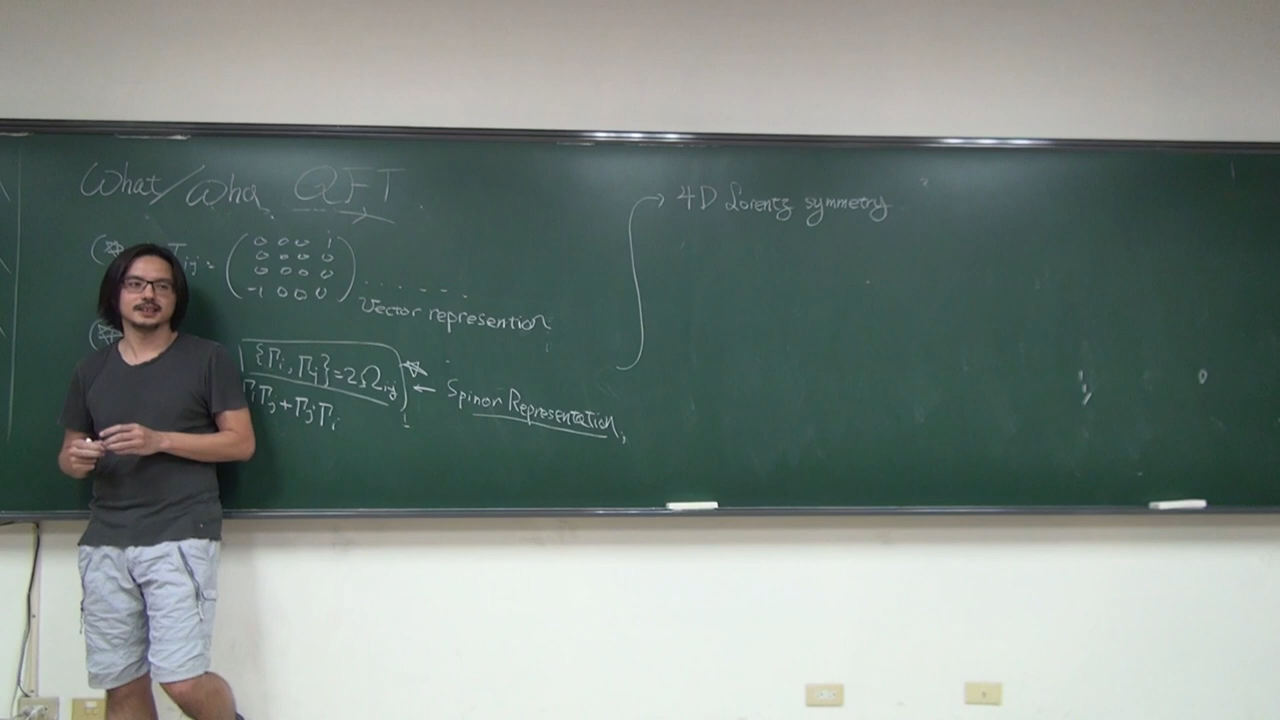 What/Wha QFT
(☆ Tij = ( 0 0 0 1
0 0 0 0
0 0 0 0
-1 0 0 0 ) . . . . . .
Vector represention
(☆
{Γi, Γj} = 2Ωij ☆
ΓiΓj + ΓjΓi
← Spinor Representation,
→ 4D Lorentz symmetry